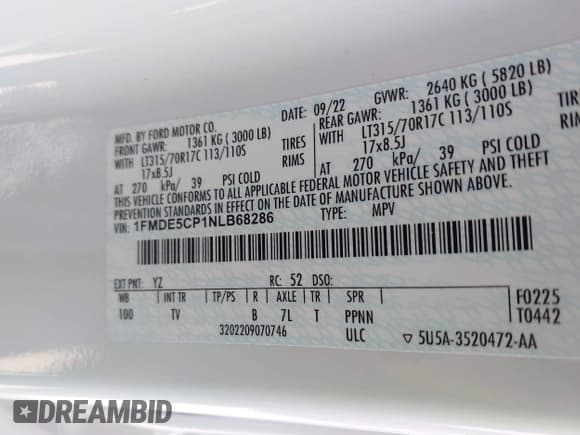 MFD. BY FORD MOTOR CO.
DATE: 09/22 GVWR: 2640 KG ( 5820 LB)
FRONT GAWR: 1361 KG ( 3000 LB) REAR GAWR: 1361 KG ( 3000 LB)
WITH LT315/70R17C 113/110S TIRES WITH LT315/70R17C 113/110S
17x8.5J RIMS 17x8.5J
AT 270 kPa/ 39 PSI COLD AT 270 kPa/ 39 PSI COLD
THIS VEHICLE CONFORMS TO ALL APPLICABLE FEDERAL MOTOR VEHICLE SAFETY AND THEFT
PREVENTION STANDARDS IN EFFECT ON THE DATE OF MANUFACTURE SHOWN ABOVE.
VIN: 1FMDE5CP1NLB68286 TYPE: MPV
EXT PNT: YZ RC: 52 DSO:
WB INT TR TP/PS R AXLE TR SPR F0225
100 TV B 7L T PPNN T0442
3202209070746 ULC ▽ 5U5A-3520472-AA
DREAMBID